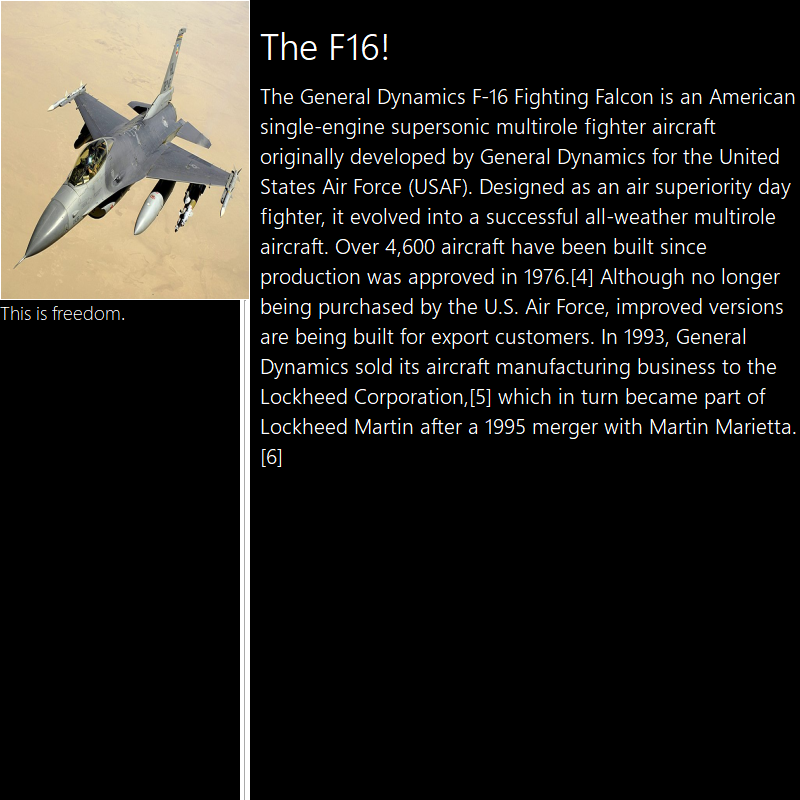 The F16!
The General Dynamics F-16 Fighting Falcon is an American
single-engine supersonic multirole fighter aircraft
originally developed by General Dynamics for the United
States Air Force (USAF). Designed as an air superiority day
fighter, it evolved into a successful all-weather multirole
aircraft. Over 4,600 aircraft have been built since
production was approved in 1976.[4] Although no longer
being purchased by the U.S. Air Force, improved versions
are being built for export customers. In 1993, General
Dynamics sold its aircraft manufacturing business to the
Lockheed Corporation,[5] which in turn became part of
Lockheed Martin after a 1995 merger with Martin Marietta.
[6]
This is freedom.